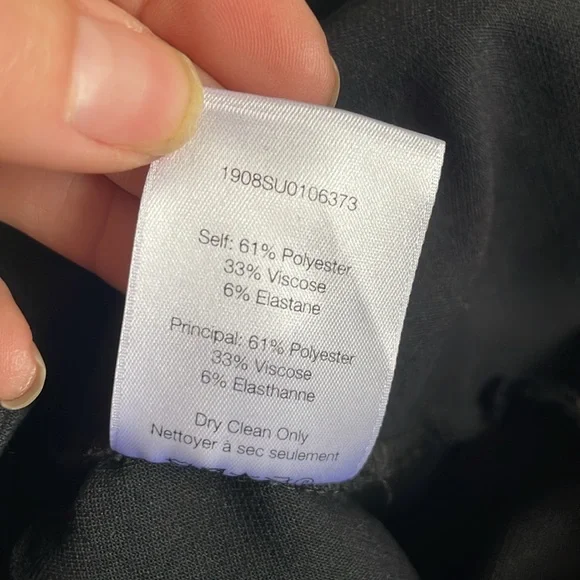 1908SU0106373
Self: 61% Polyester
33% Viscose
6% Elastane
Principal: 61% Polyester
33% Viscose
6% Elasthanne
Dry Clean Only
Nettoyer à sec seulement